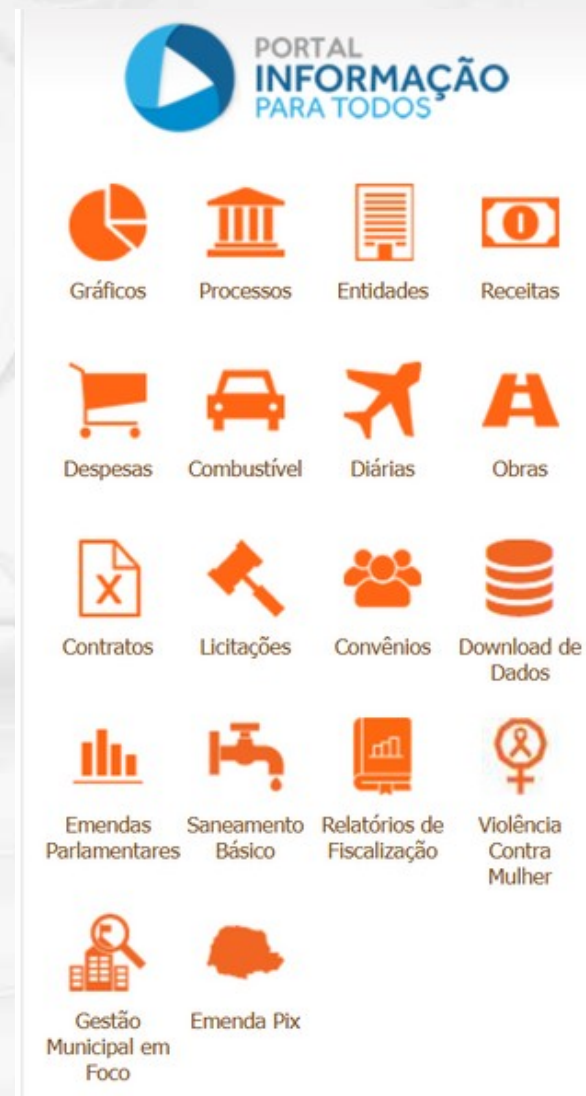 PORTAL
INFORMAÇÃO
PARA TODOS
Gráficos
Processos
Entidades
Receitas
Despesas
Combustível
Diárias
Obras
X
Contratos
Licitações
Convênios
Download de
Dados
Emendas
Parlamentares
Saneamento
Básico
Relatórios de
Fiscalização
Violência
Contra
Mulher
Gestão
Municipal em
Foco
Emenda Pix